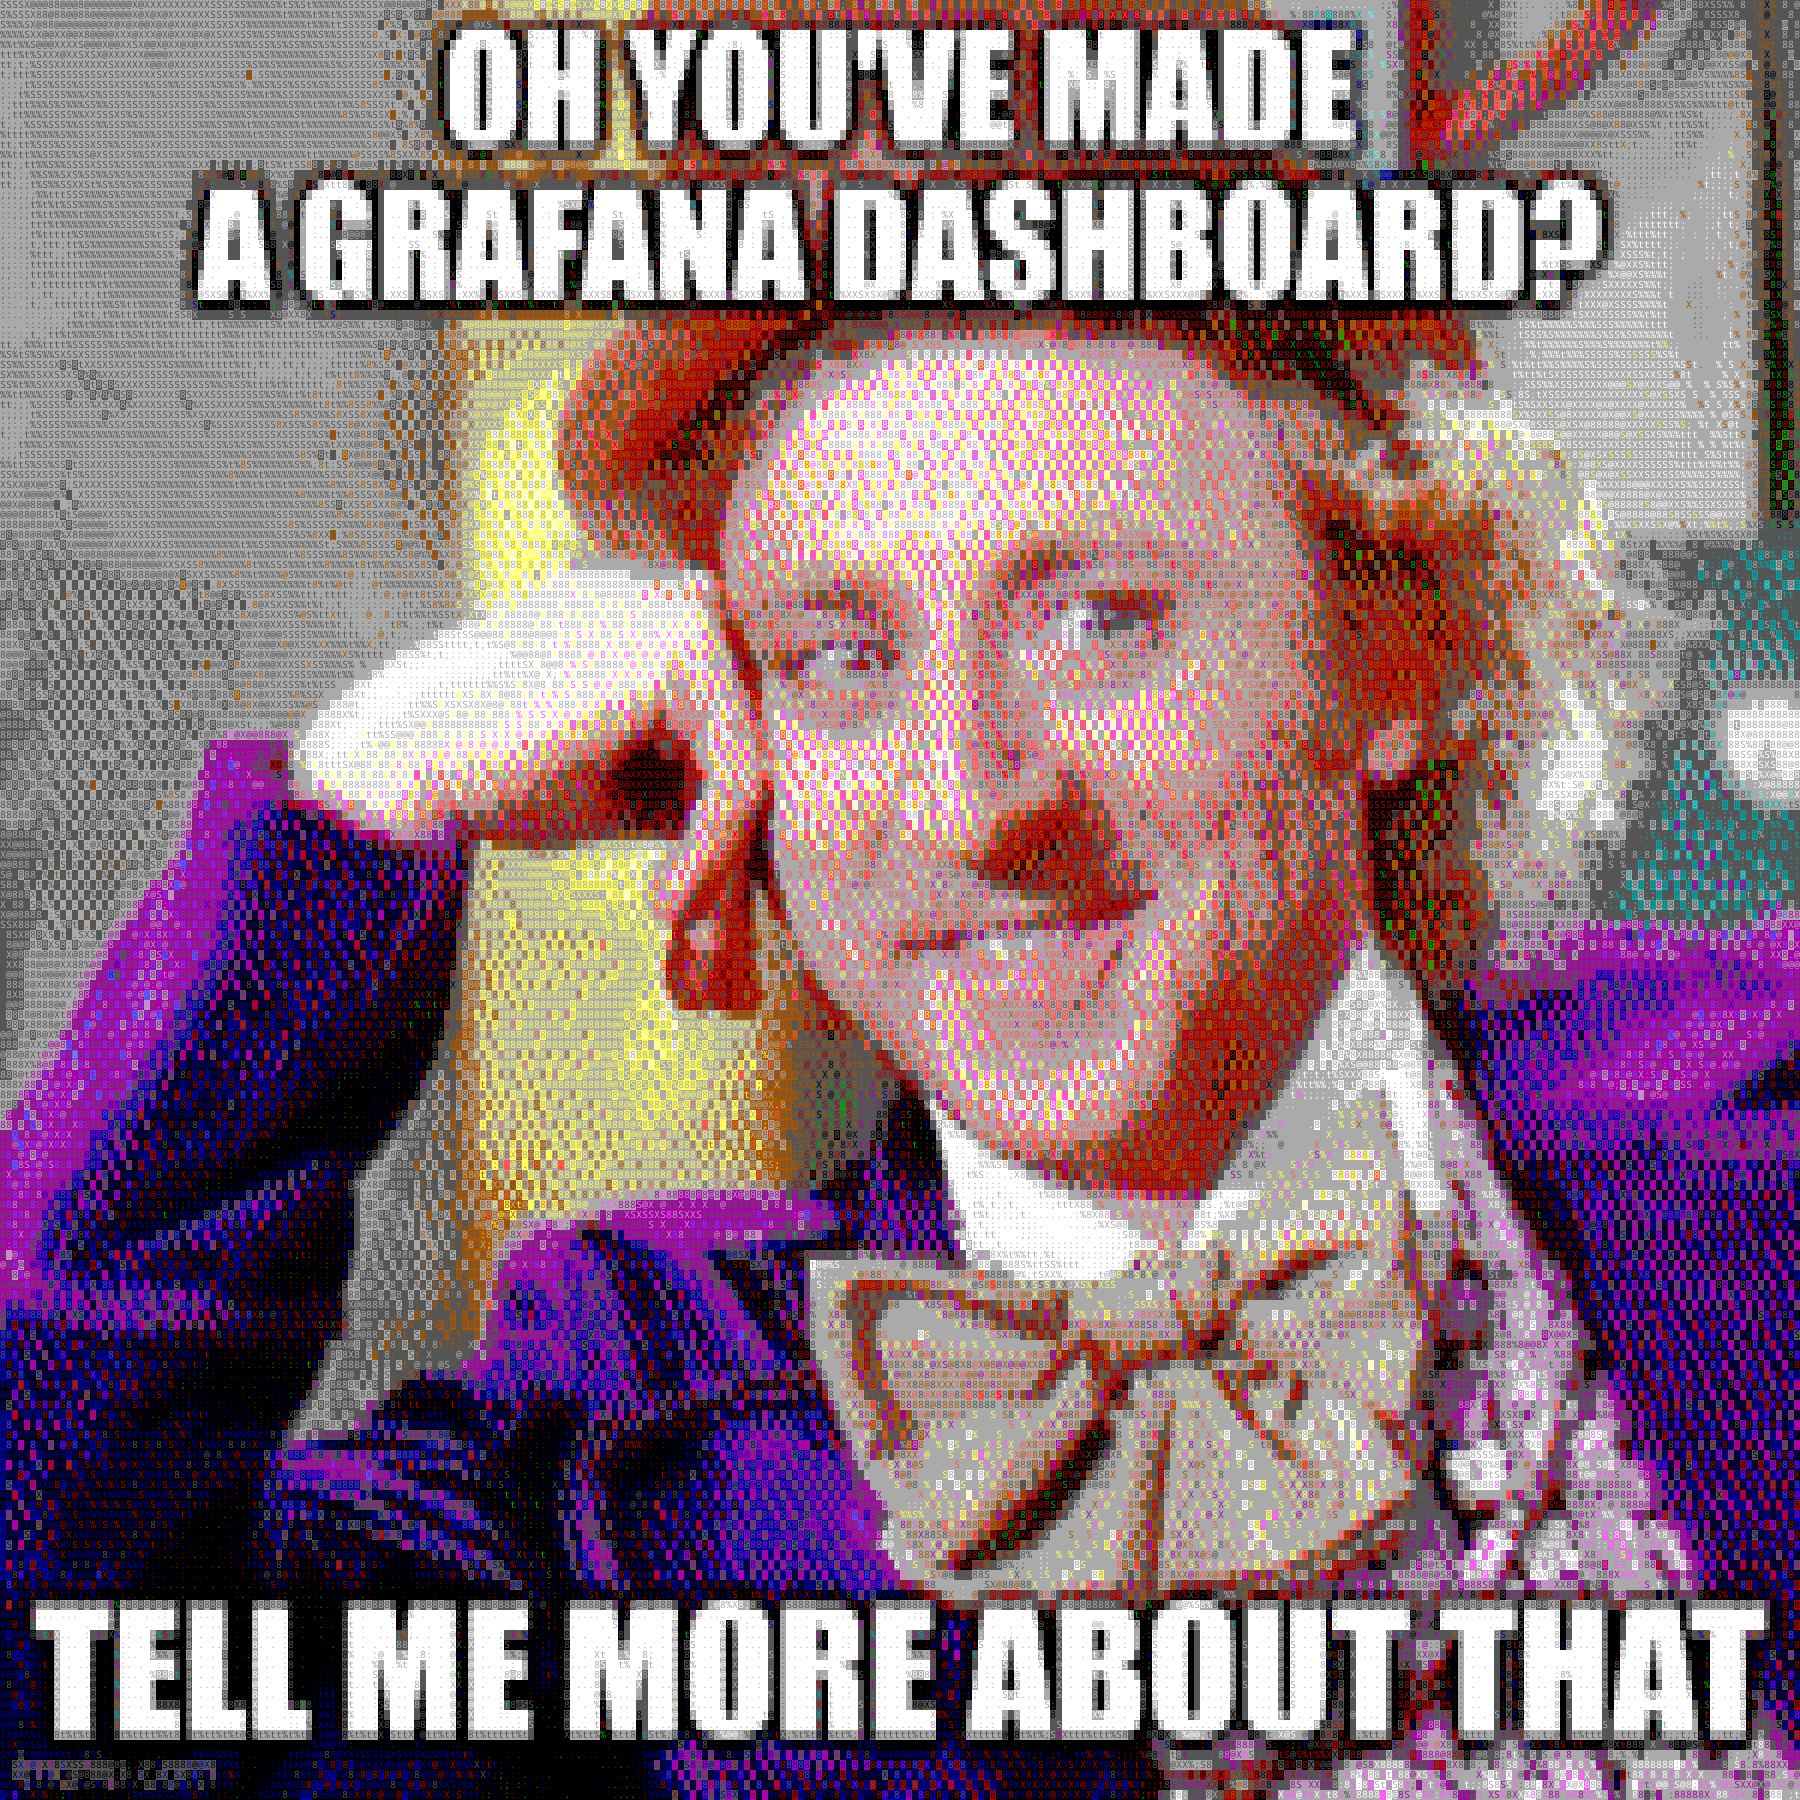 OH YOU'VE MADE
A GRAFANA DASHBOARD?
TELL ME MORE ABOUT THAT